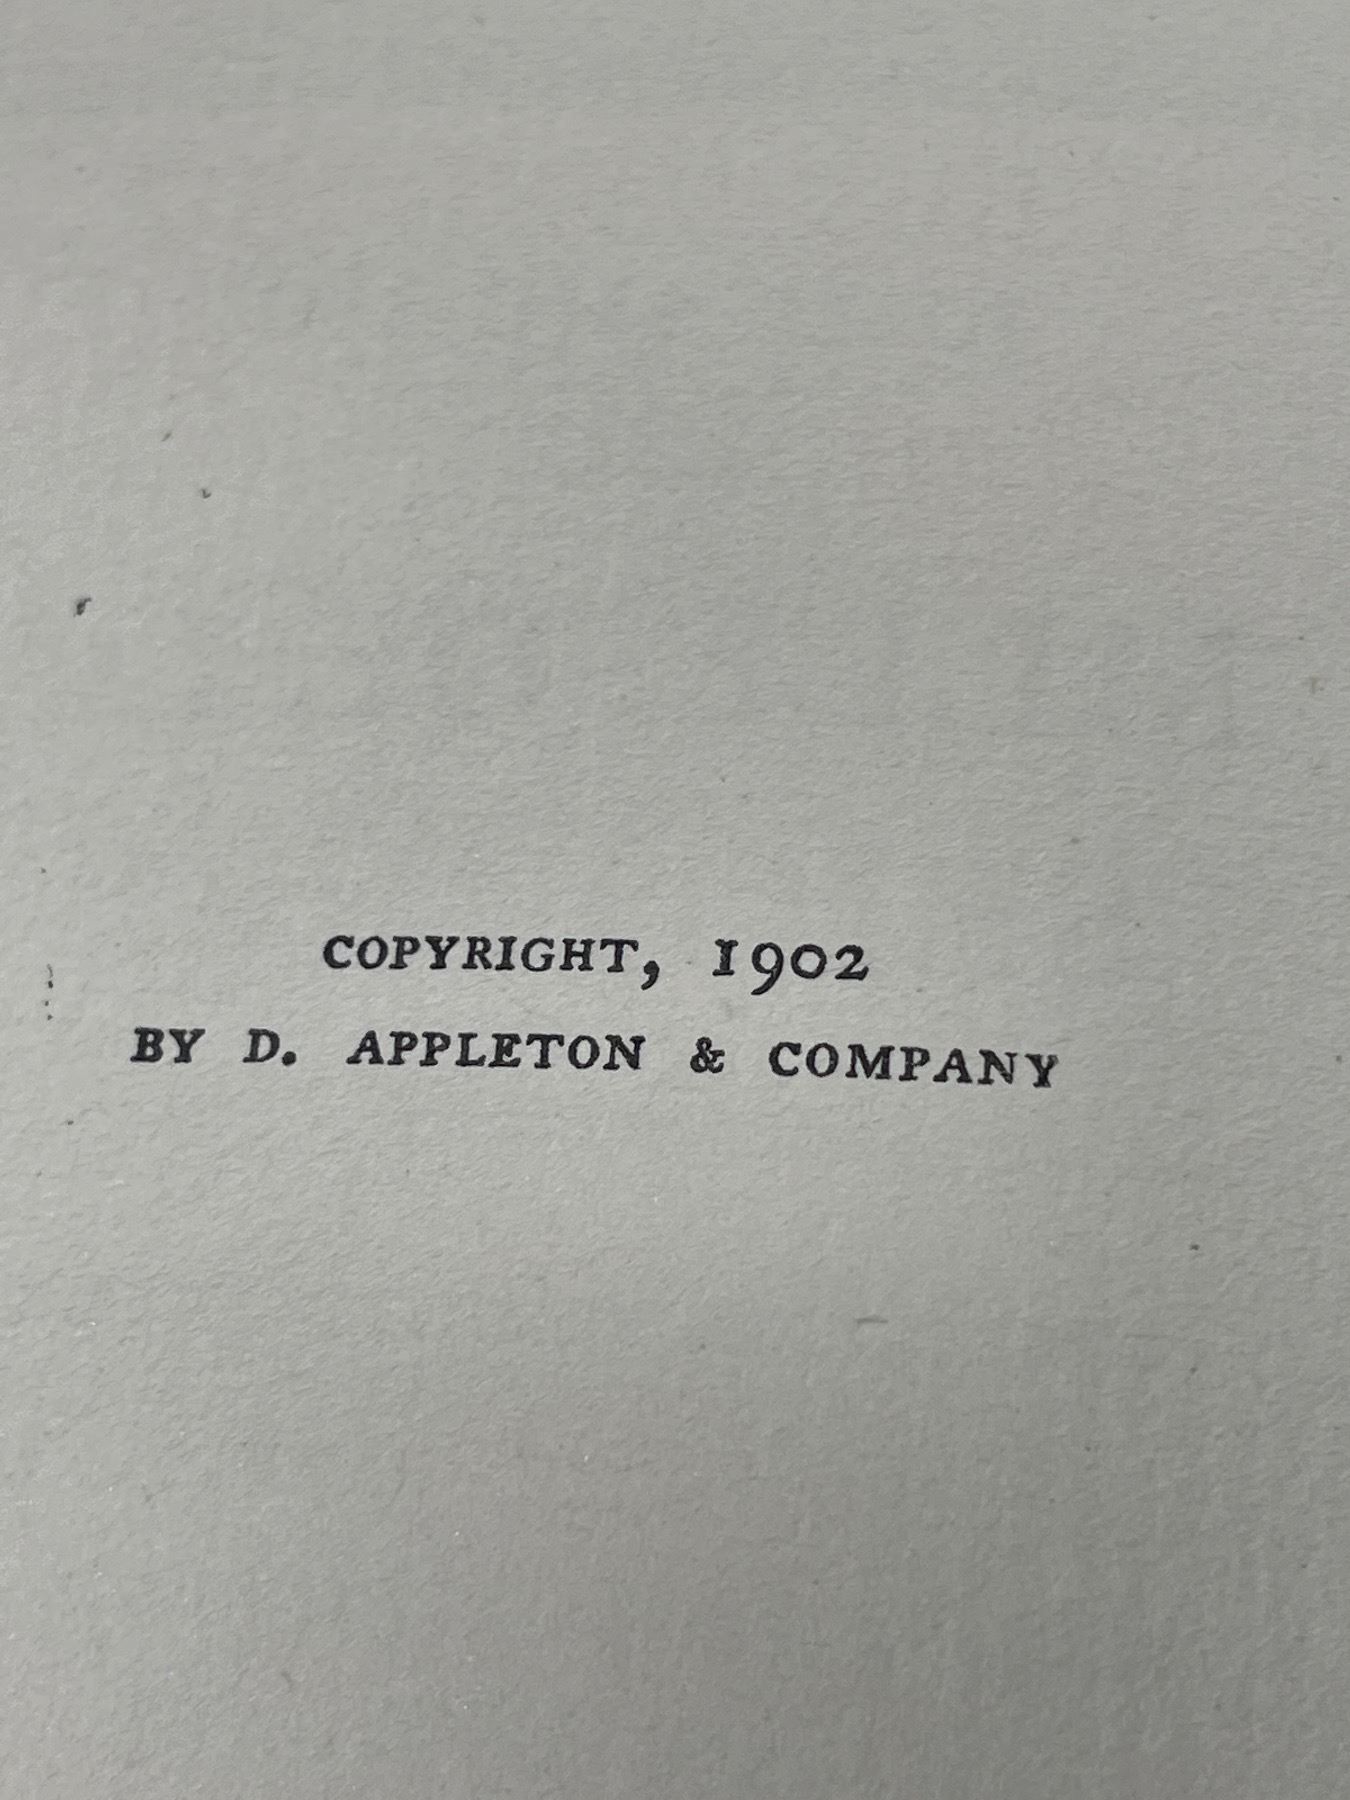 COPYRIGHT, 1902
BY D. APPLETON & COMPANY